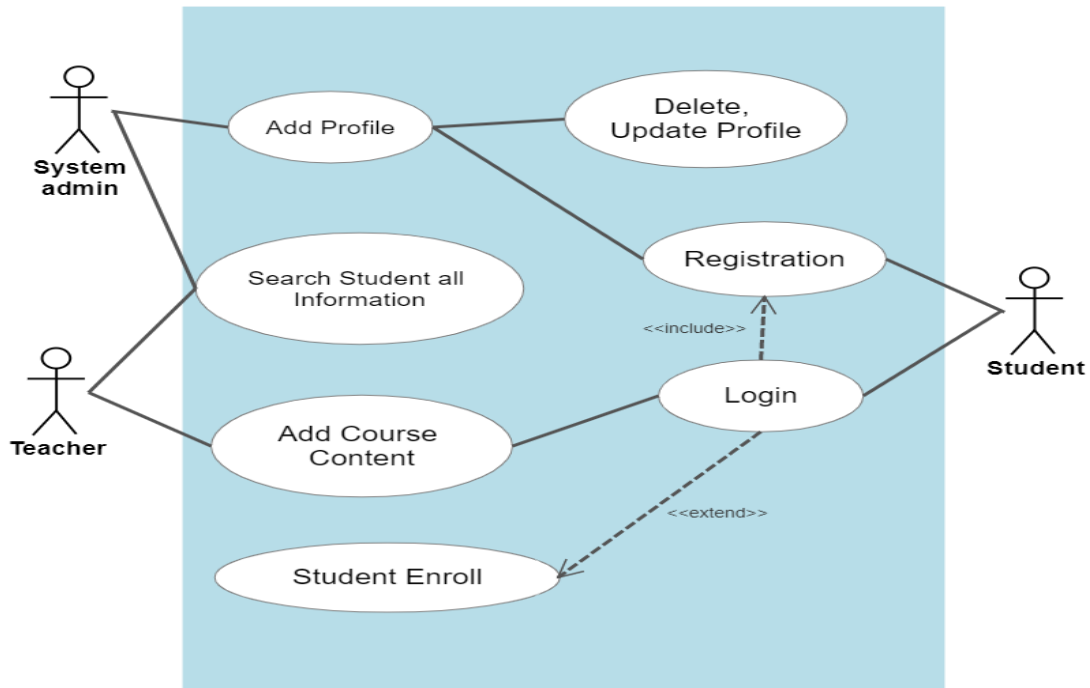 System
admin
Add Profile
Delete,
Update Profile
Search Student all
Information
Registration
<<include>>
Student
Teacher
Login
Add Course
Content
<<extend>>
Student Enroll